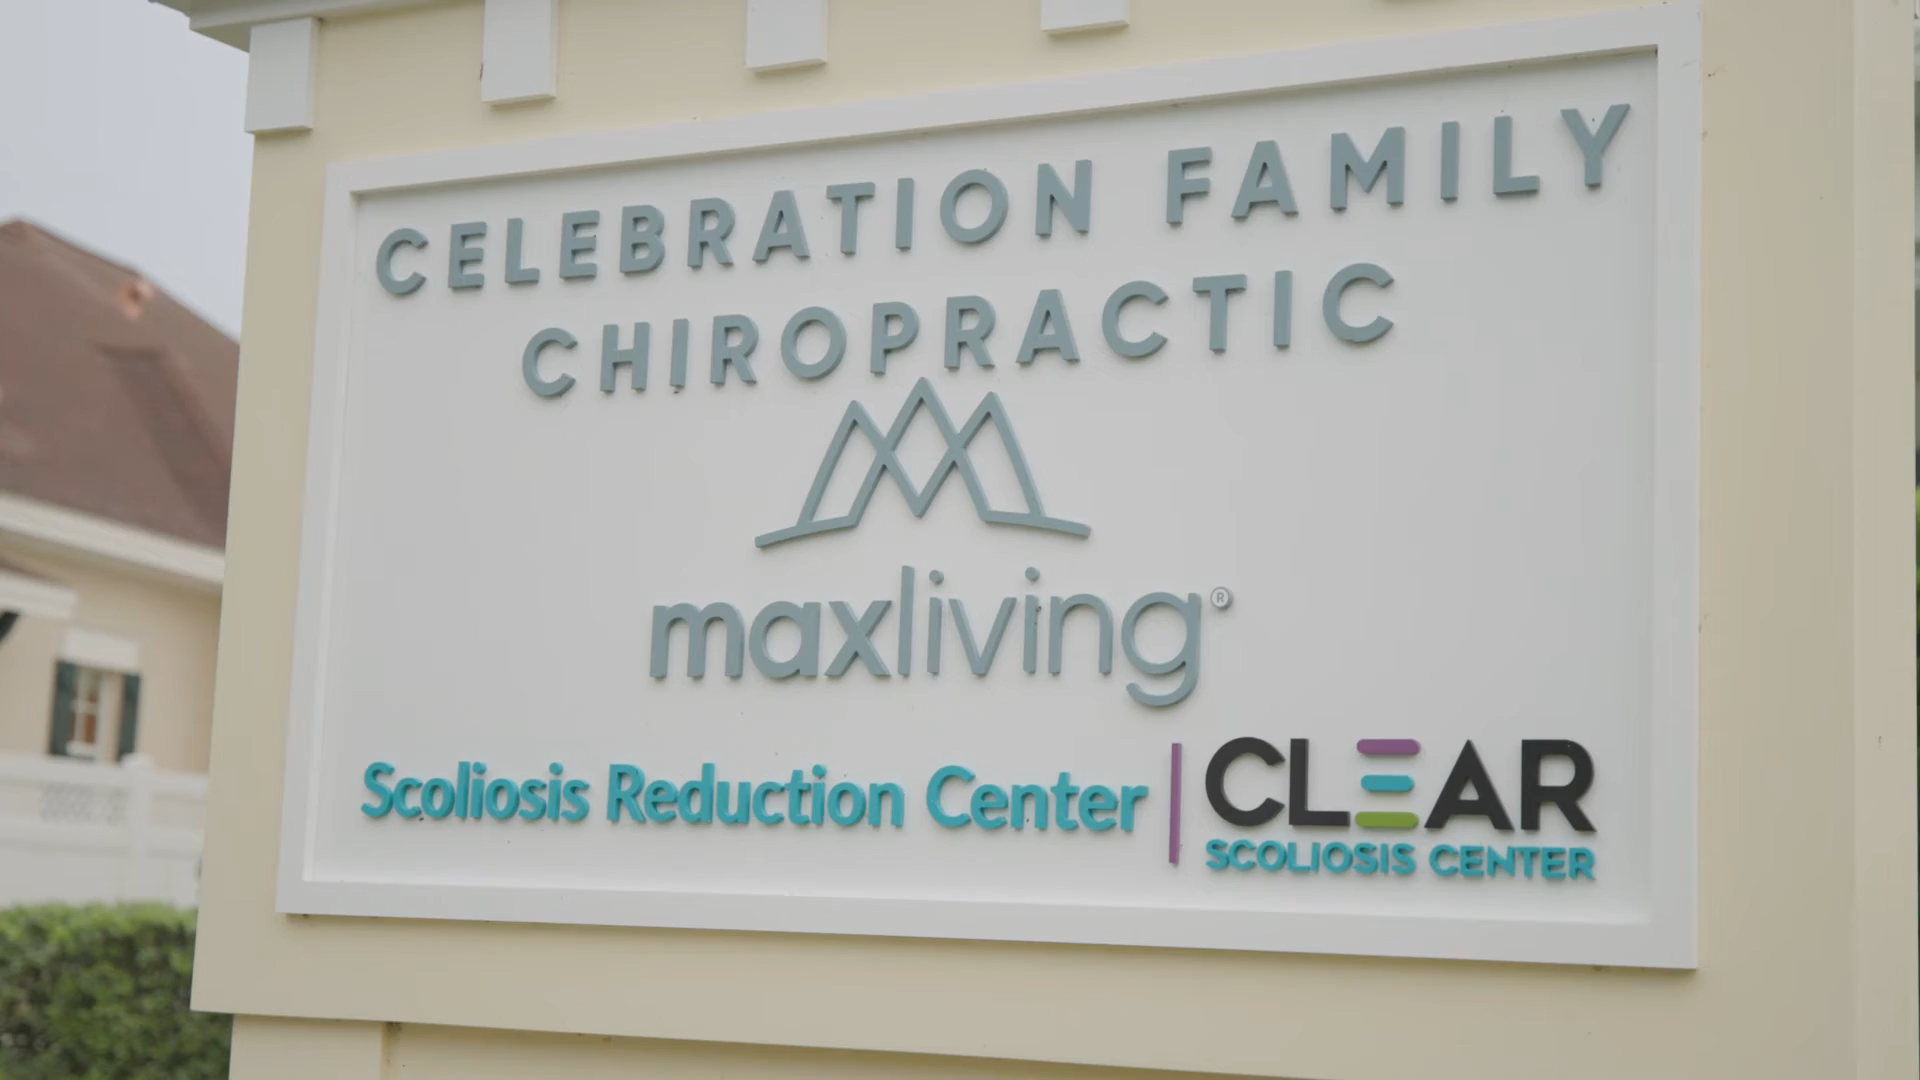 CELEBRATION FAMILY
CHIROPRACTIC
maxliving®
Scoliosis Reduction Center | CLEAR
SCOLIOSIS CENTER